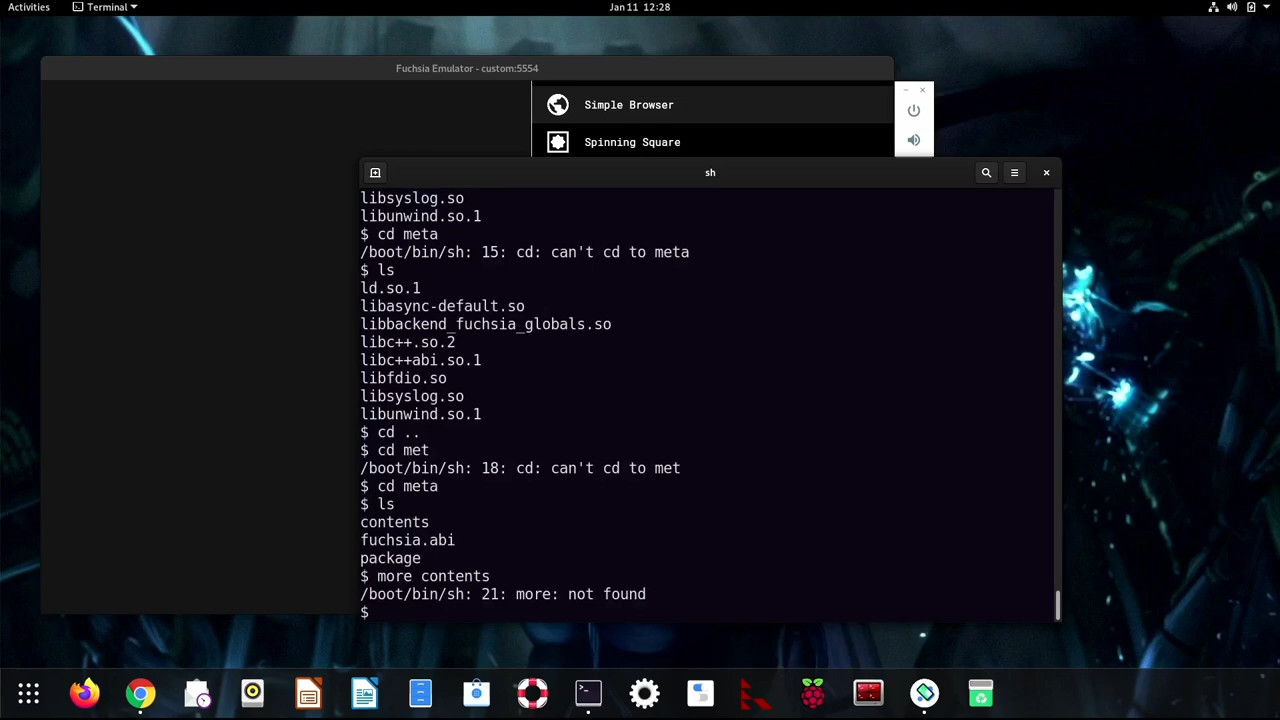 Activities
Terminal
Jan 11 12:28
Fuchsia Emulator - custom:5554
Simple Browser
Spinning Square
sh
libsyslog.so
libunwind.so.1
$ cd meta
/boot/bin/sh: 15: cd: can't cd to meta
$ ls
ld.so.1
libasync-default.so
libbackend_fuchsia_globals.so
libc++.so.2
libc++abi.so.1
libfdio.so
libsyslog.so
libunwind.so.1
$ cd ..
$ cd met
/boot/bin/sh: 18: cd: can't cd to met
$ cd meta
$ ls
contents
fuchsia.abi
package
$ more contents
/boot/bin/sh: 21: more: not found
$